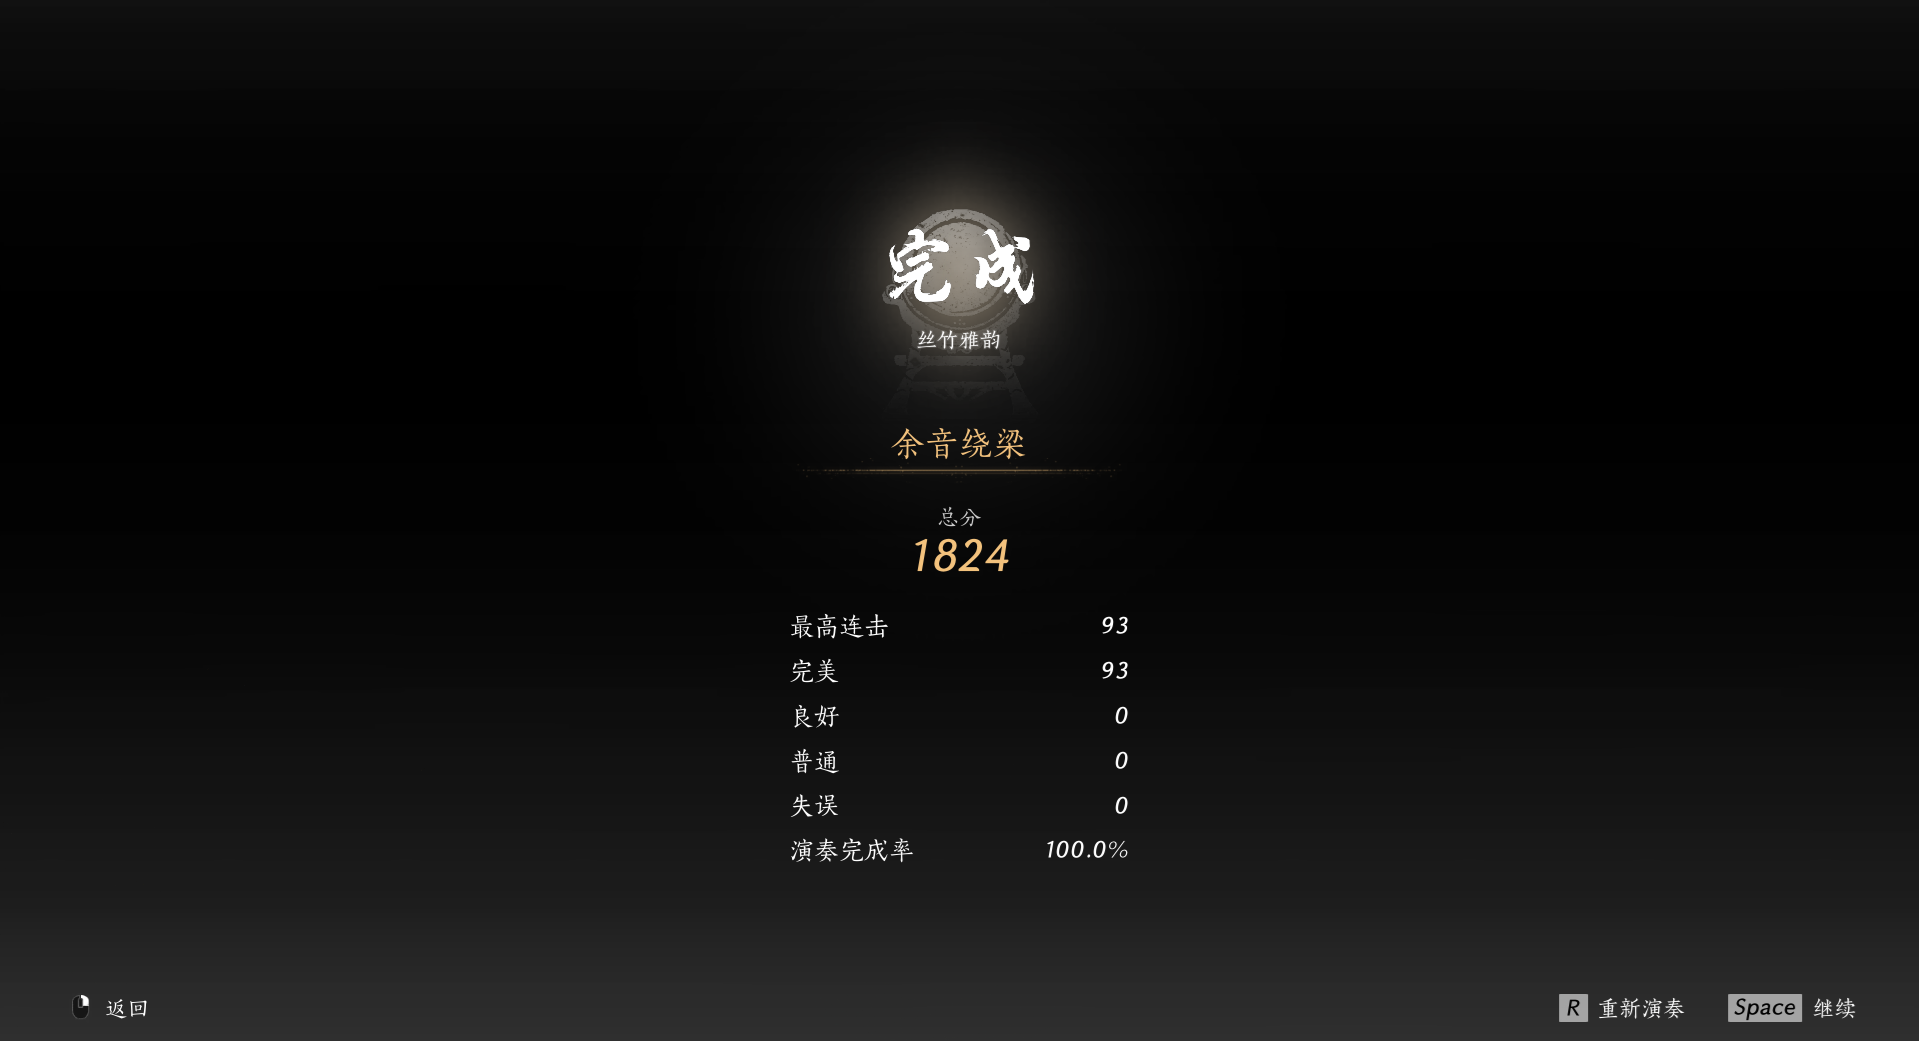 完成
丝竹雅韵
余音绕梁
总分
1824
最高连击 93
完美 93
良好 0
普通 0
失误 0
演奏完成率 100.0%
返回 R 重新演奏 Space 继续